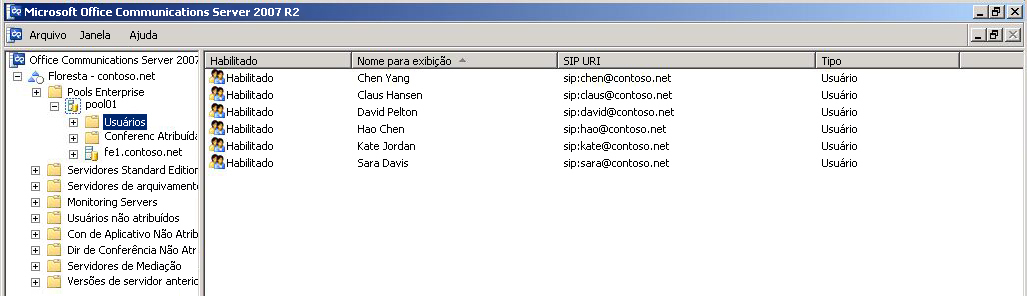 Microsoft Office Communications Server 2007 R2
Arquivo Janela Ajuda
Office Communications Server 2007
Floresta - contoso.net
Pools Enterprise
pool01
Usuários
Conferenc Atribuída
fe1.contoso.net
Servidores Standard Edition
Servidores de arquivamento
Monitoring Servers
Usuários não atribuídos
Con de Aplicativo Não Atrib
Dir de Conferência Não Atr
Servidores de Mediação
Versões de servidor anterio
Habilitado Nome para exibição SIP URI Tipo
Habilitado Chen Yang sip:chen@contoso.net Usuário
Habilitado Claus Hansen sip:claus@contoso.net Usuário
Habilitado David Pelton sip:david@contoso.net Usuário
Habilitado Hao Chen sip:hao@contoso.net Usuário
Habilitado Kate Jordan sip:kate@contoso.net Usuário
Habilitado Sara Davis sip:sara@contoso.net Usuário